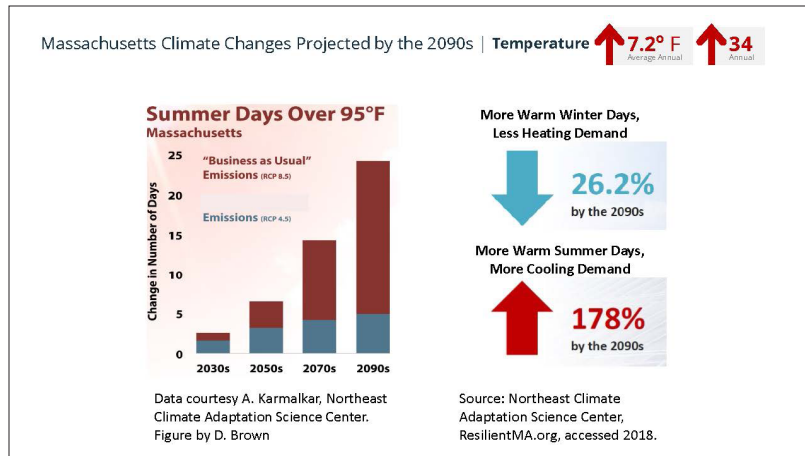 Massachusetts Climate Changes Projected by the 2090s | Temperature
7.2° F
Average Annual
34
Annual
Summer Days Over 95°F
Massachusetts
"Business as Usual"
Emissions (RCP 8.5)
Emissions (RCP 4.5)
Change in Number of Days
25
20
15
10
5
0
2030s 2050s 2070s 2090s
Data courtesy A. Karmalkar, Northeast
Climate Adaptation Science Center.
Figure by D. Brown
More Warm Winter Days,
Less Heating Demand
26.2%
by the 2090s
More Warm Summer Days,
More Cooling Demand
178%
by the 2090s
Source: Northeast Climate
Adaptation Science Center,
ResilientMA.org, accessed 2018.